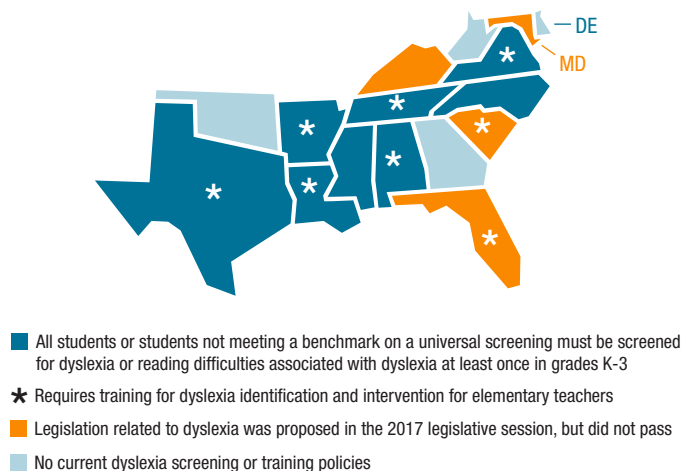 DE
MD
*
*
*
*
*
*
*
*
All students or students not meeting a benchmark on a universal screening must be screened
for dyslexia or reading difficulties associated with dyslexia at least once in grades K-3
* Requires training for dyslexia identification and intervention for elementary teachers
Legislation related to dyslexia was proposed in the 2017 legislative session, but did not pass
No current dyslexia screening or training policies